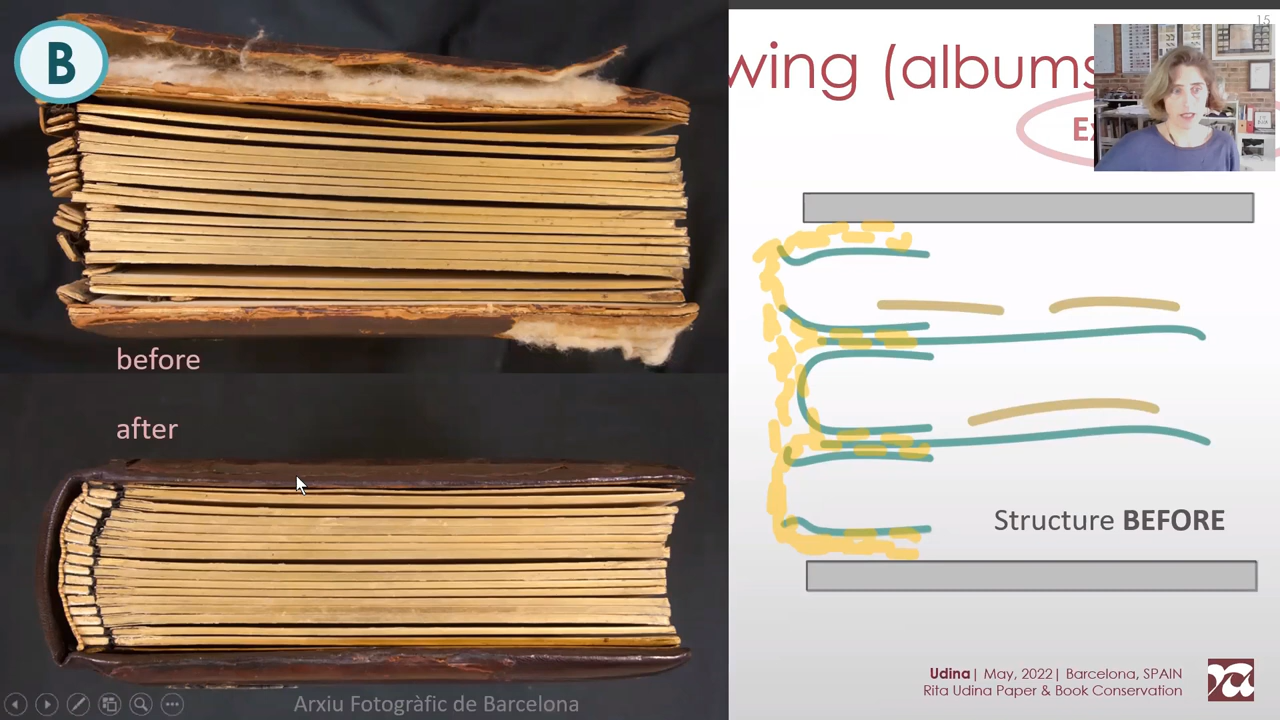 B
15
wing (albums
before
after
Structure BEFORE
Arxiu Fotogràfic de Barcelona
Udina| May, 2022| Barcelona, SPAIN
Rita Udina Paper & Book Conservation